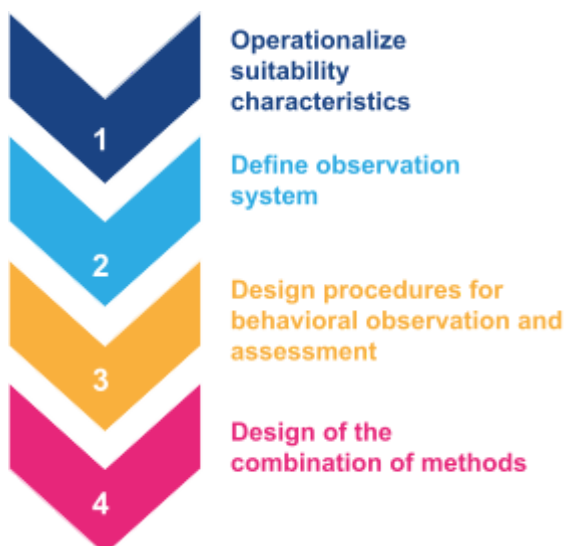 Operationalize
suitability
characteristics
1
Define observation
system
2
Design procedures for
behavioral observation and
assessment
3
Design of the
combination of methods
4